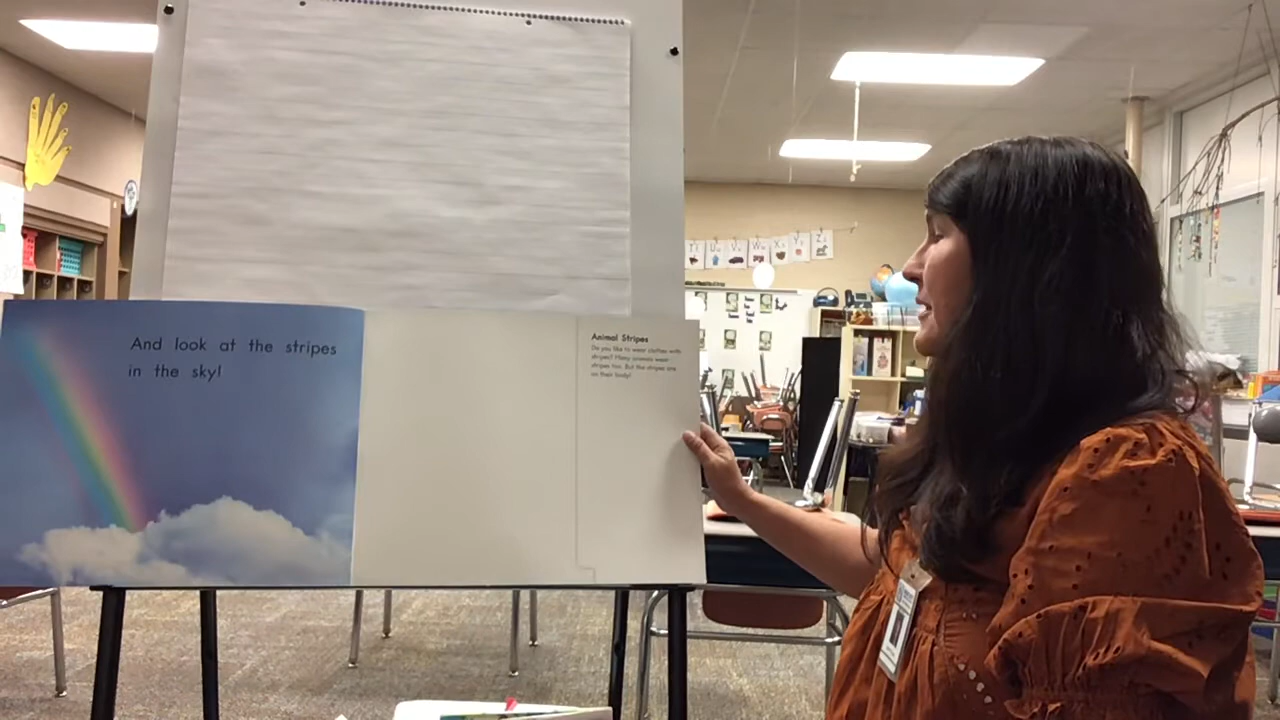 And look at the stripes
in the sky!
Animal Stripes
Do you like to wear clothes with
stripes? Many animals wear
stripes too. But the stripes are
on their body!
U
V
W
X
Y
Z